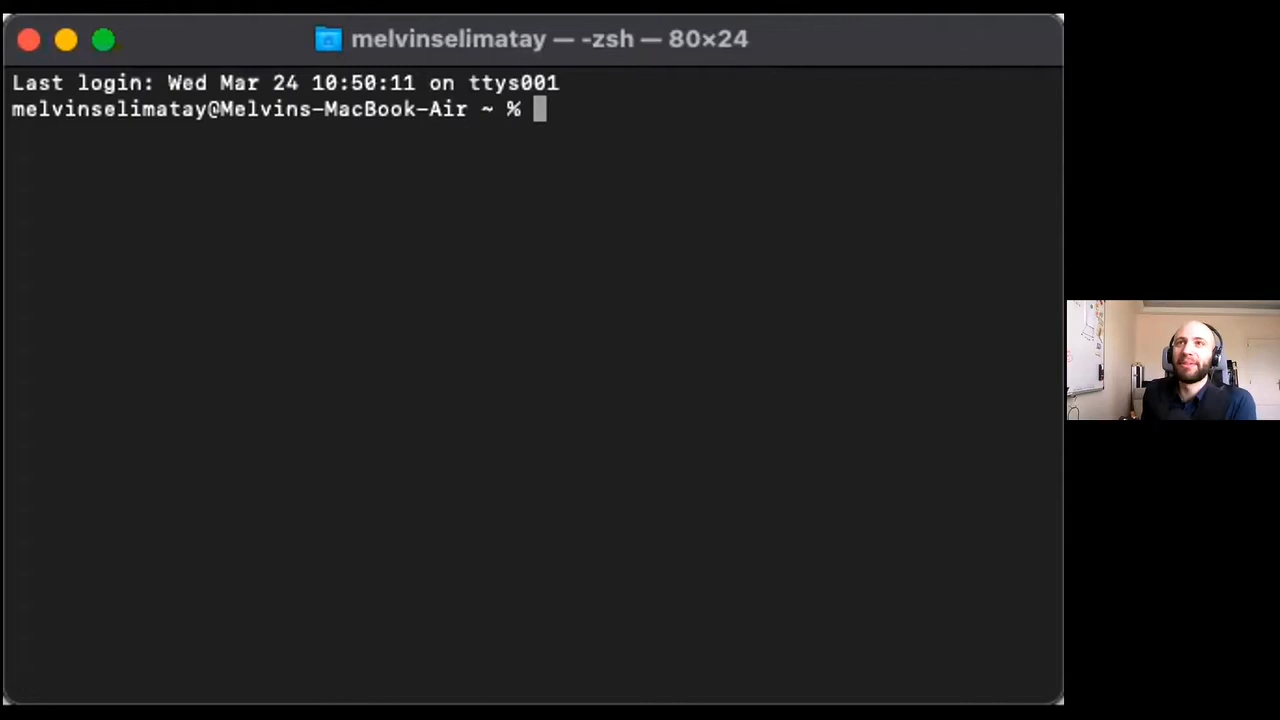 melvinselimatay — -zsh — 80×24
Last login: Wed Mar 24 10:50:11 on ttys001
melvinselimatay@Melvins-MacBook-Air ~ %